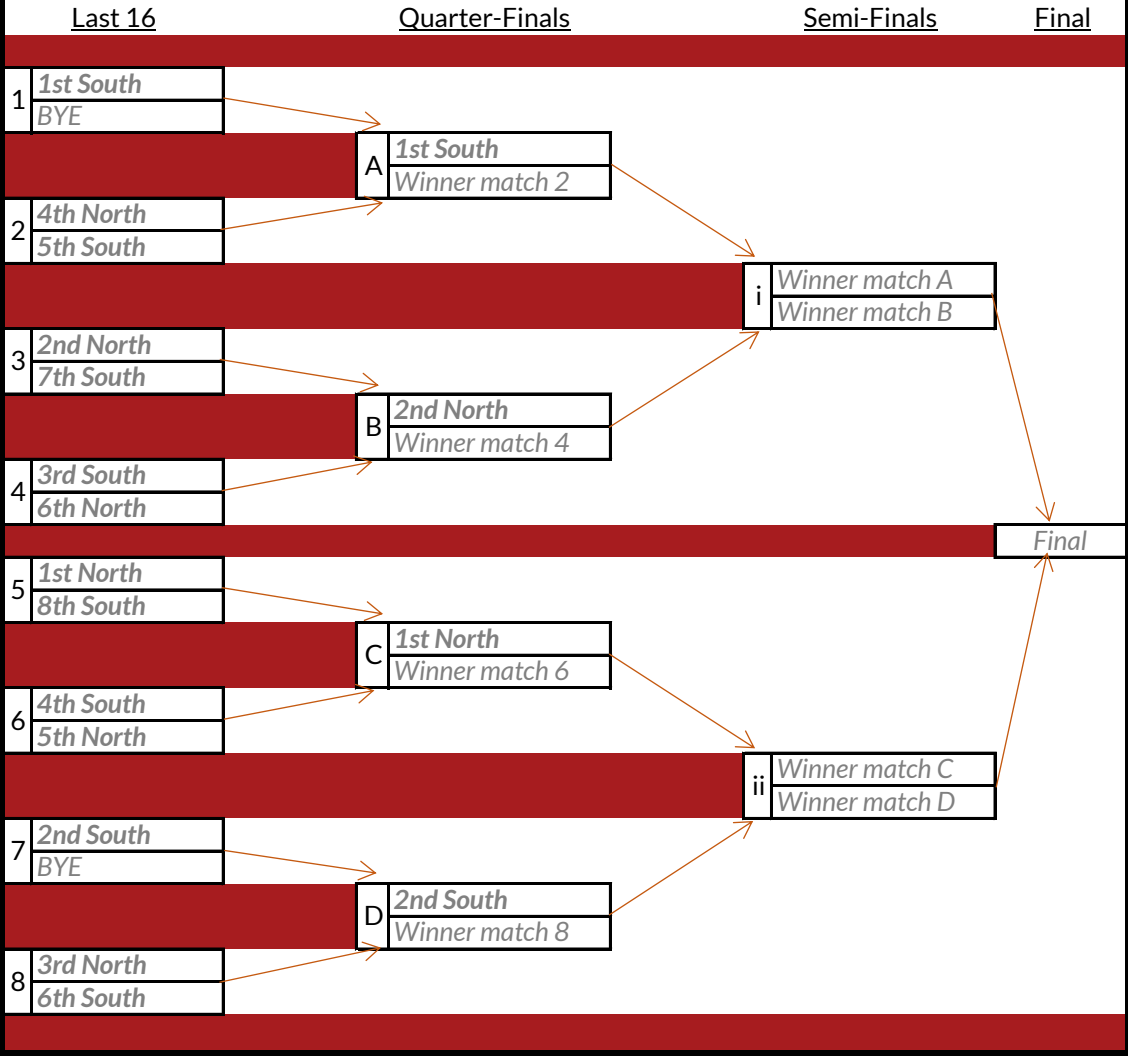 Last 16 Quarter-Finals Semi-Finals Final
1 1st South
BYE
A 1st South
Winner match 2
2 4th North
5th South
i Winner match A
Winner match B
3 2nd North
7th South
B 2nd North
Winner match 4
4 3rd South
6th North
Final
5 1st North
8th South
C 1st North
Winner match 6
6 4th South
5th North
ii Winner match C
Winner match D
7 2nd South
BYE
D 2nd South
Winner match 8
8 3rd North
6th South